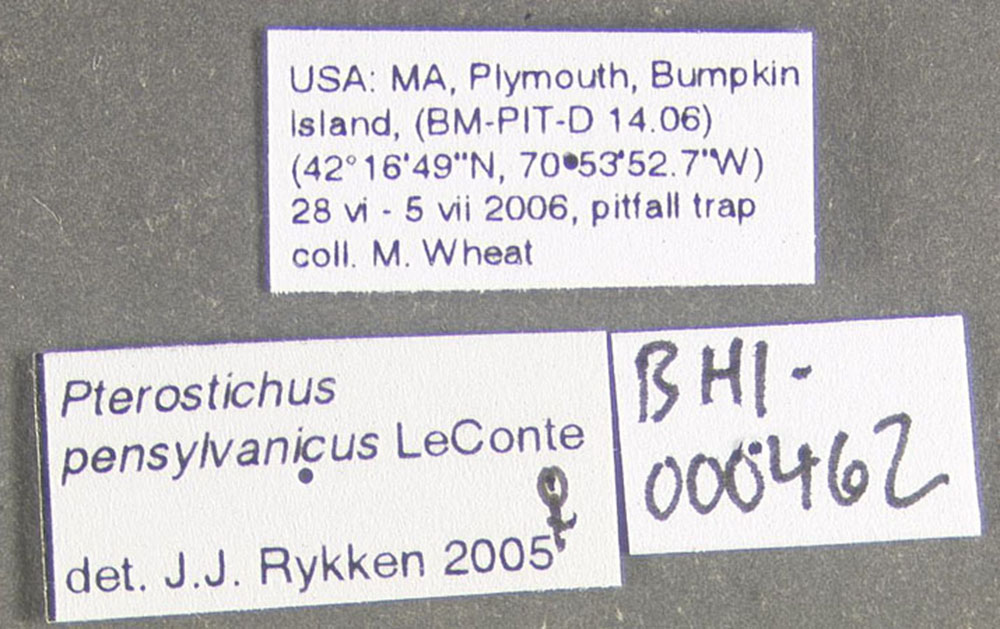 USA: MA, Plymouth, Bumpkin
Island, (BM-PIT-D 14.06)
(42°16'49"N, 70°53'52.7"W)
28 vi - 5 vii 2006, pitfall trap
coll. M. Wheat
Pterostichus
pensylvanicus LeConte
♀
det. J.J. Rykken 2005
BHI-
000462